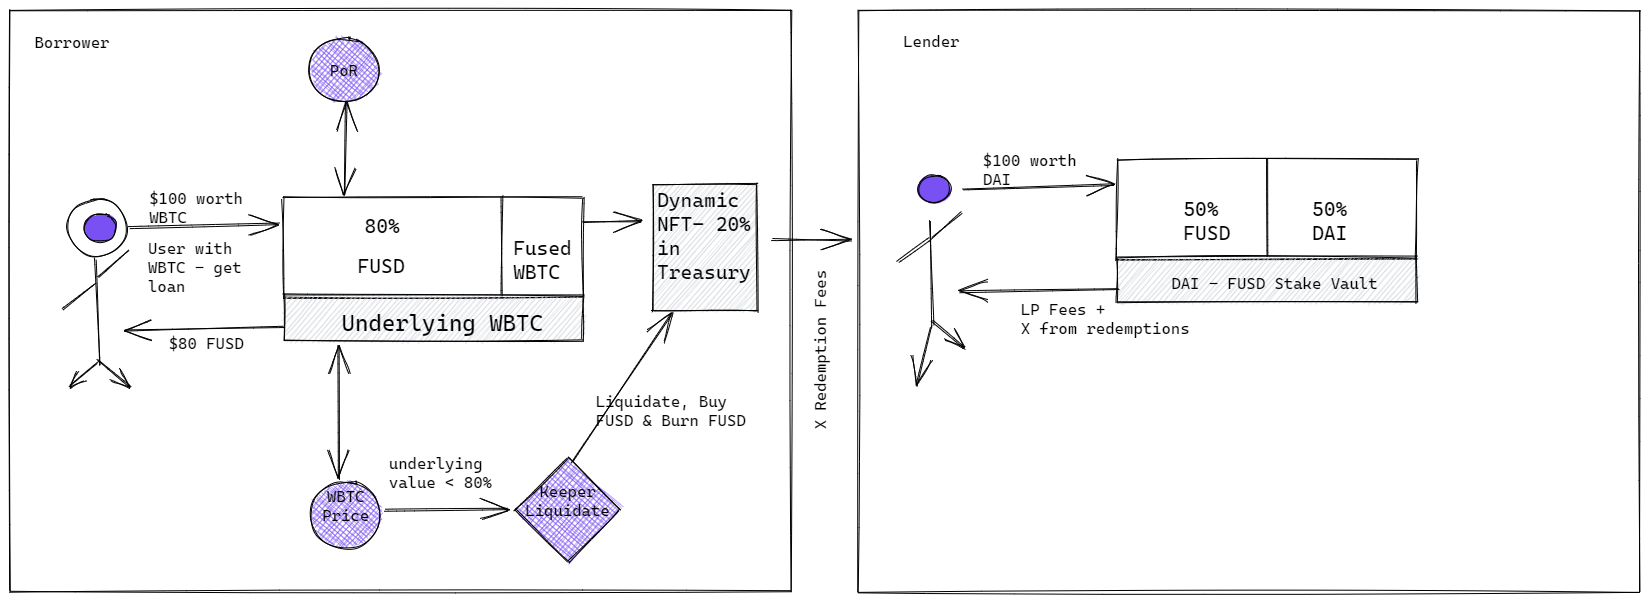 Borrower
PoR
$100 worth
WBTC
User with
WBTC - get
loan
80%
FUSD
Fused
WBTC
Underlying WBTC
$80 FUSD
Dynamic
NFT- 20%
in
Treasury
Liquidate, Buy
FUSD & Burn FUSD
underlying
value < 80%
WBTC
Price
Keeper
Liquidate
X Redemption Fees
Lender
$100 worth
DAI
50%
FUSD
50%
DAI
DAI - FUSD Stake Vault
LP Fees +
X from redemptions